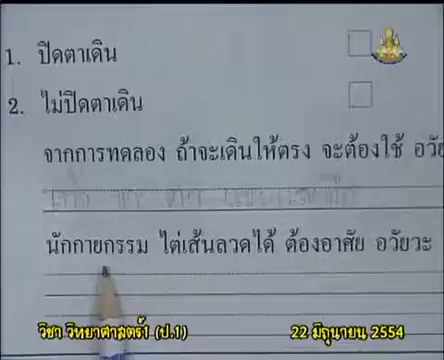 1. ปิดตาเดิน
2. ไม่ปิดตาเดิน
จากการทดลอง ถ้าจะเดินให้ตรง จะต้องใช้ อวัย
นักกายกรรม ไต่เส้นลวดได้ ต้องอาศัย อวัยวะ
วิชา วิทยาศาสตร์1 (ป.1)
22 มิถุนายน 2554